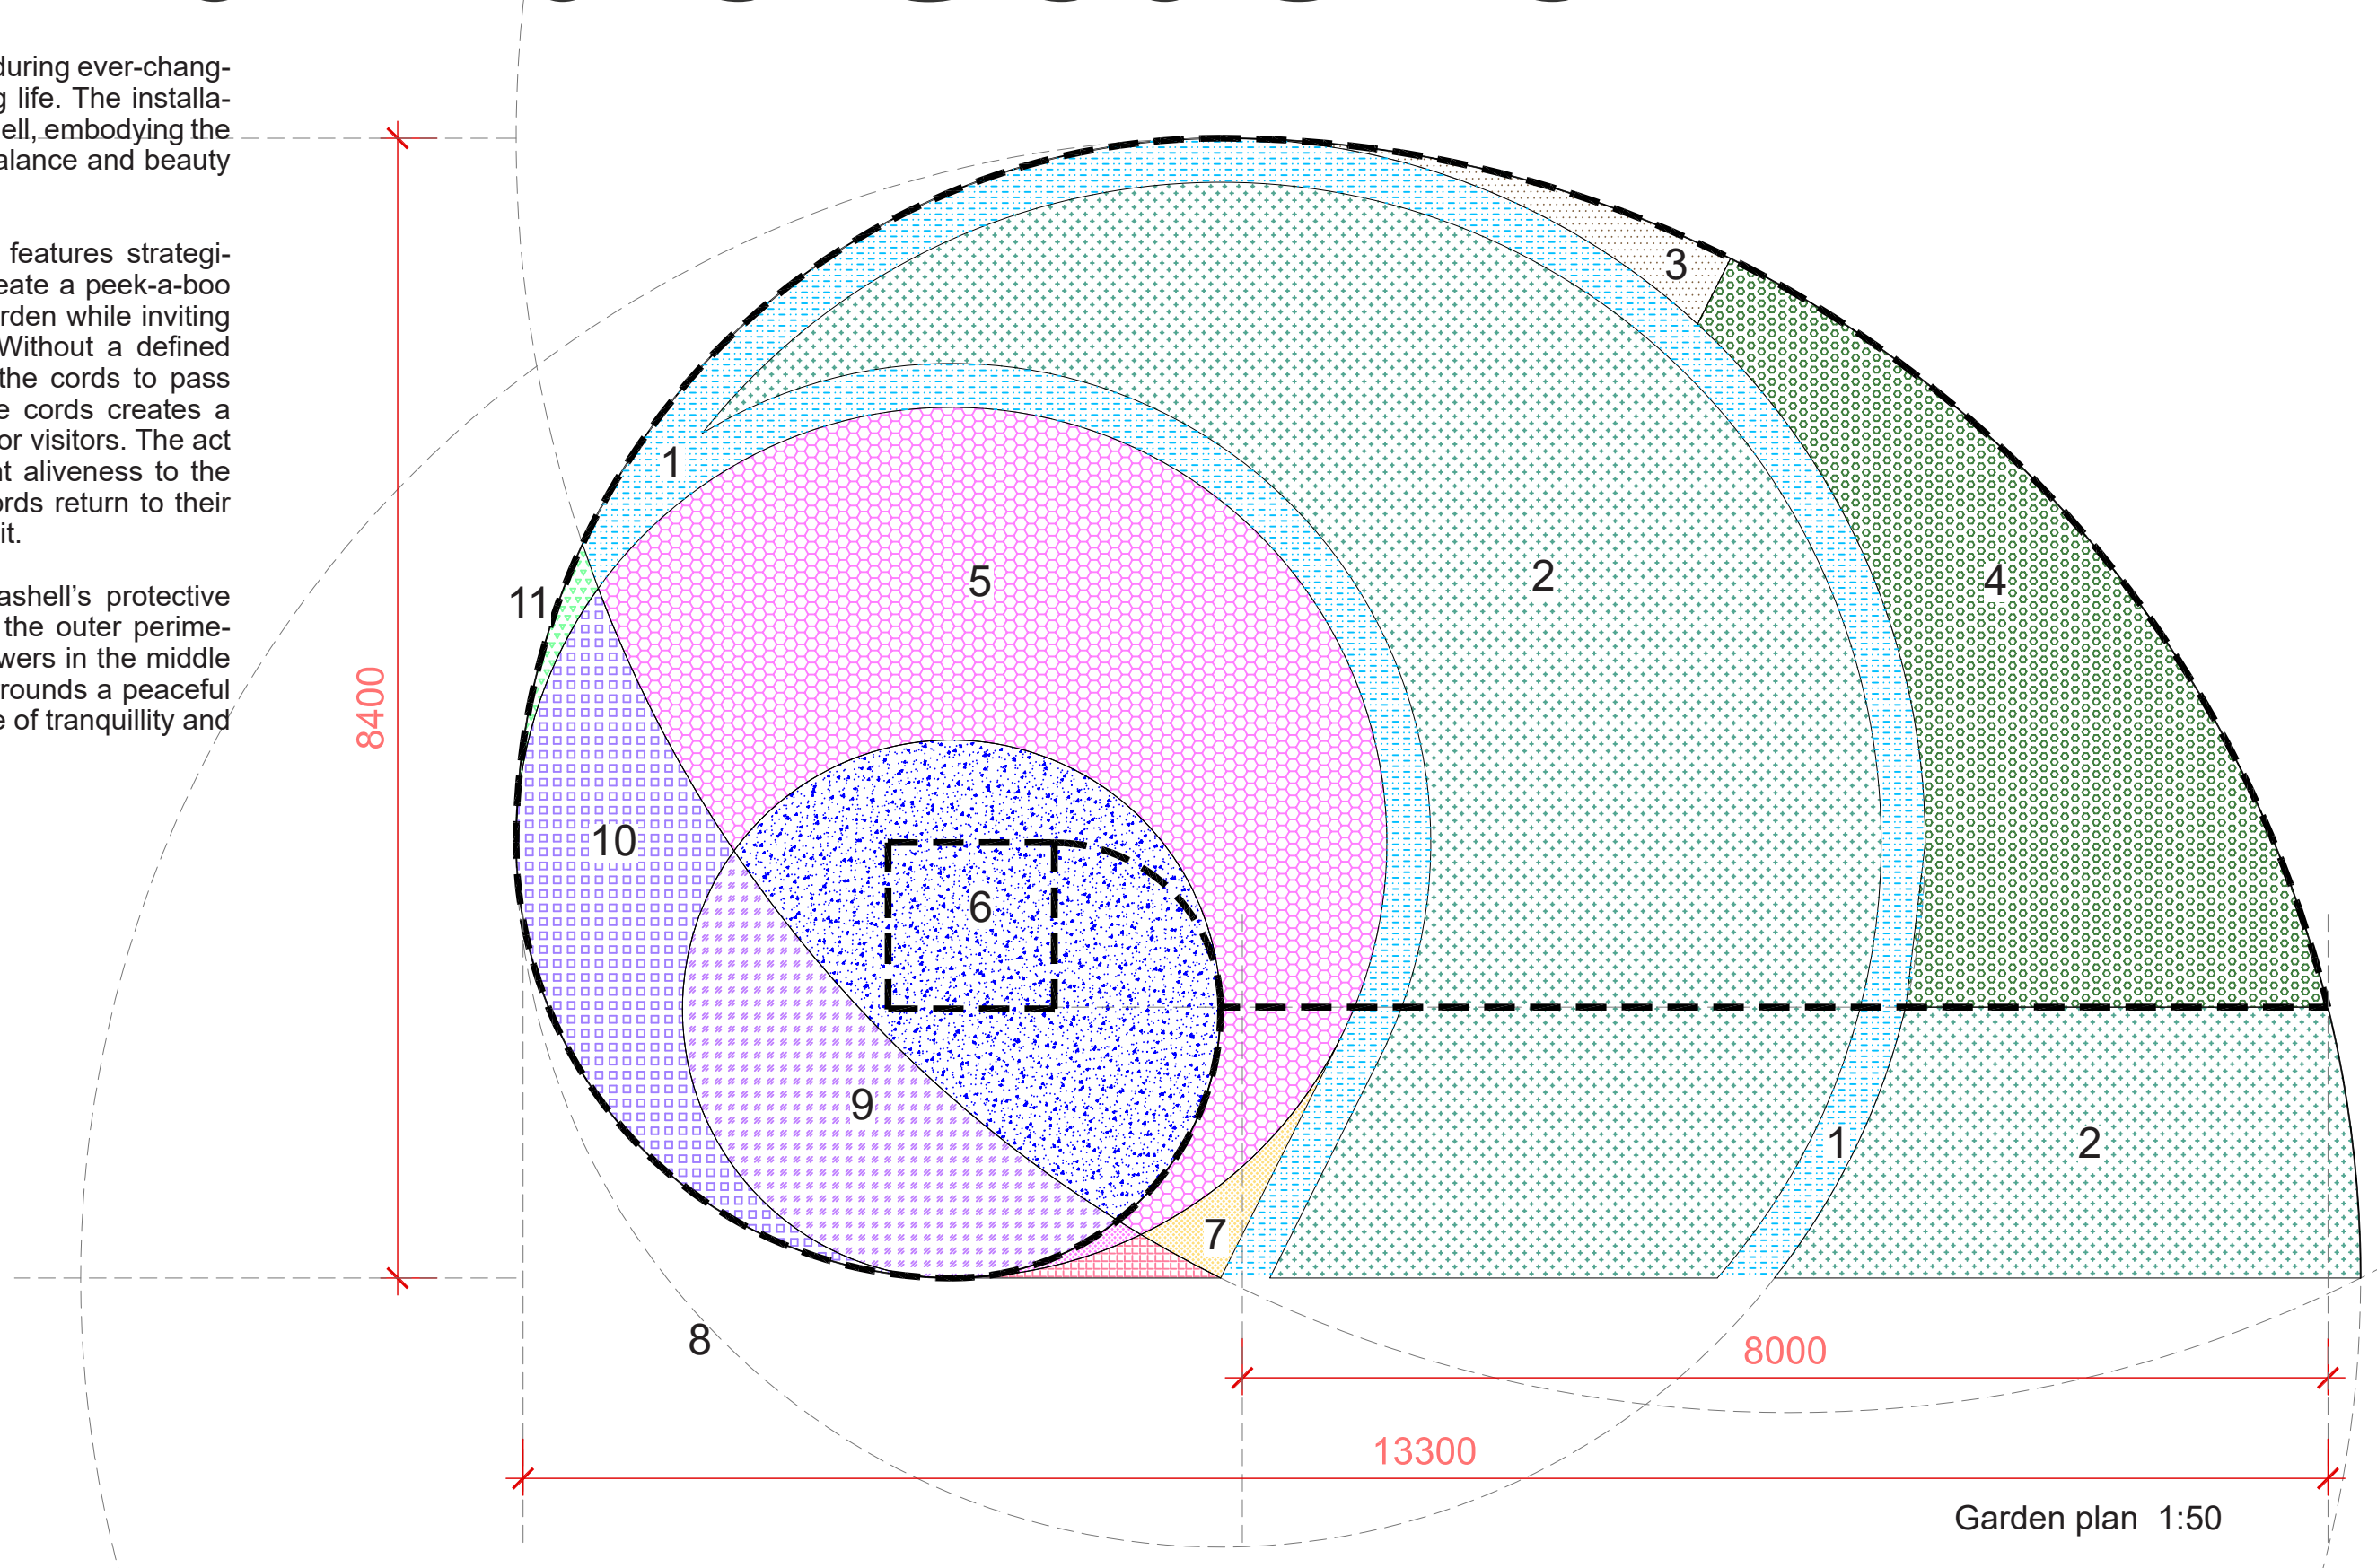 during ever-chang-
g life. The installa-
ell, embodying the
alance and beauty
features strategi-
eate a peek-a-boo
rden while inviting
Without a defined
the cords to pass
e cords creates a
or visitors. The act
nt aliveness to the
ords return to their
it.
ashell's protective
the outer perime-
wers in the middle
rounds a peaceful
e of tranquillity and
3
1
5
2
4
11
8400
10
6
9
1
2
7
8
8000
13300
Garden plan 1:50